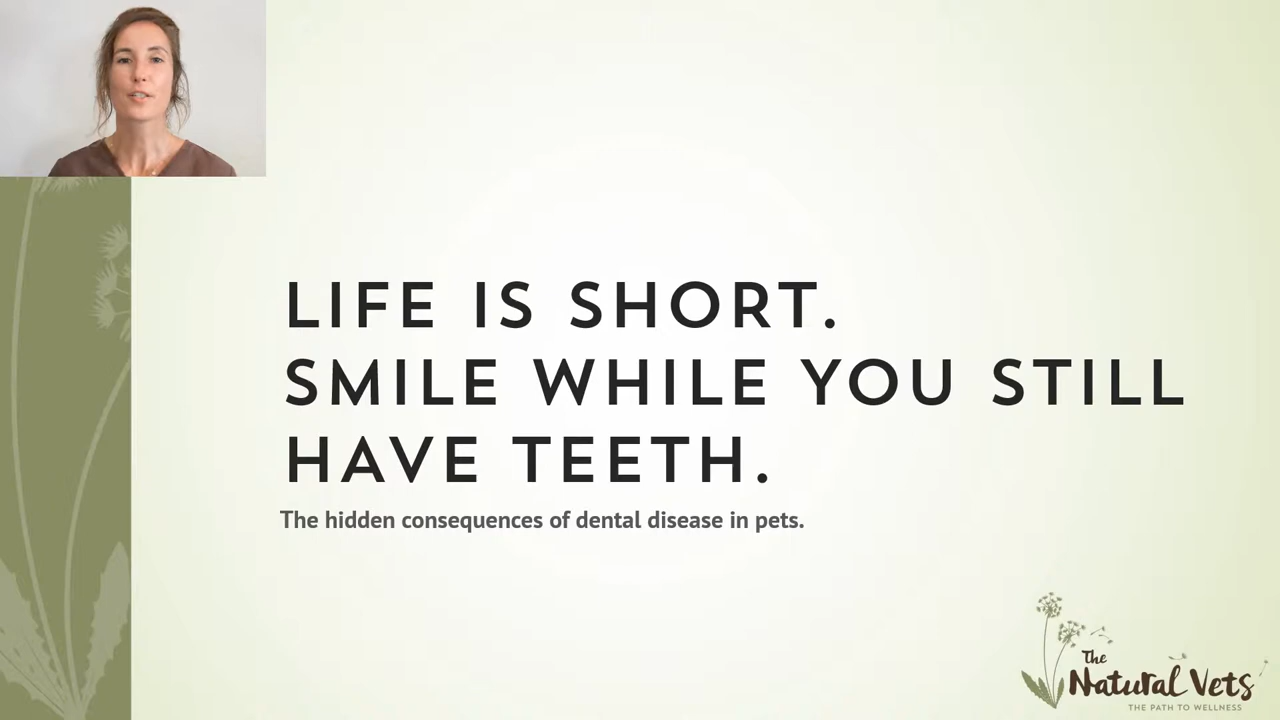 LIFE IS SHORT.
SMILE WHILE YOU STILL
HAVE TEETH.
The hidden consequences of dental disease in pets.
The
Natural Vets
THE PATH TO WELLNESS